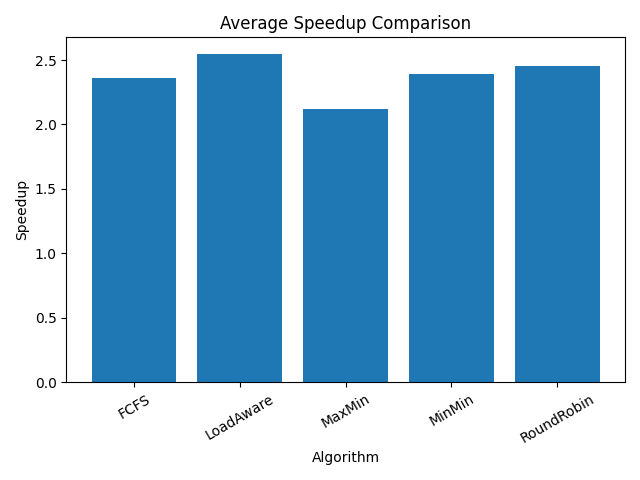 Average Speedup Comparison
Speedup
2.5
2.0
1.5
1.0
0.5
0.0
FCFS
LoadAware
MaxMin
MinMin
RoundRobin
Algorithm